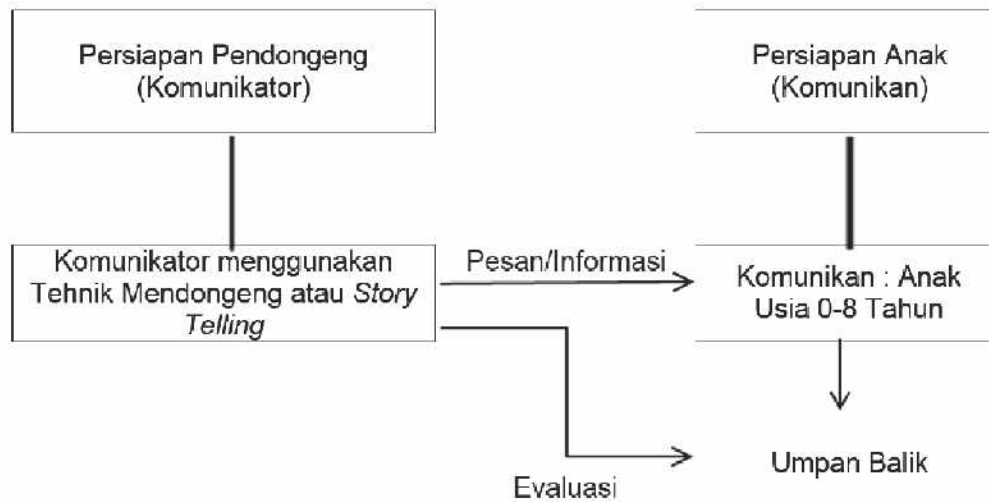 Persiapan Pendongeng
(Komunikator)
Persiapan Anak
(Komunikan)
Komunikator menggunakan
Tehnik Mendongeng atau Story
Telling
Pesan/Informasi
Komunikan : Anak
Usia 0-8 Tahun
Evaluasi
Umpan Balik